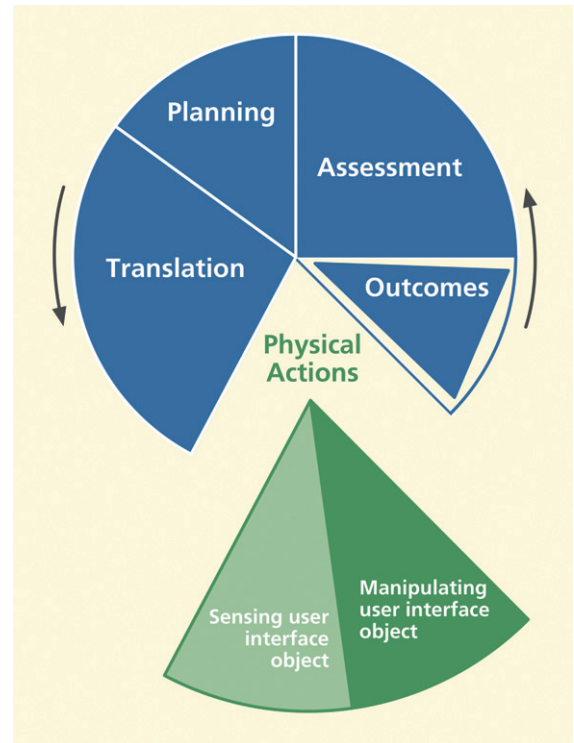 Planning
Assessment
Translation
Outcomes
Physical
Actions
Sensing user
interface
object
Manipulating
user interface
object